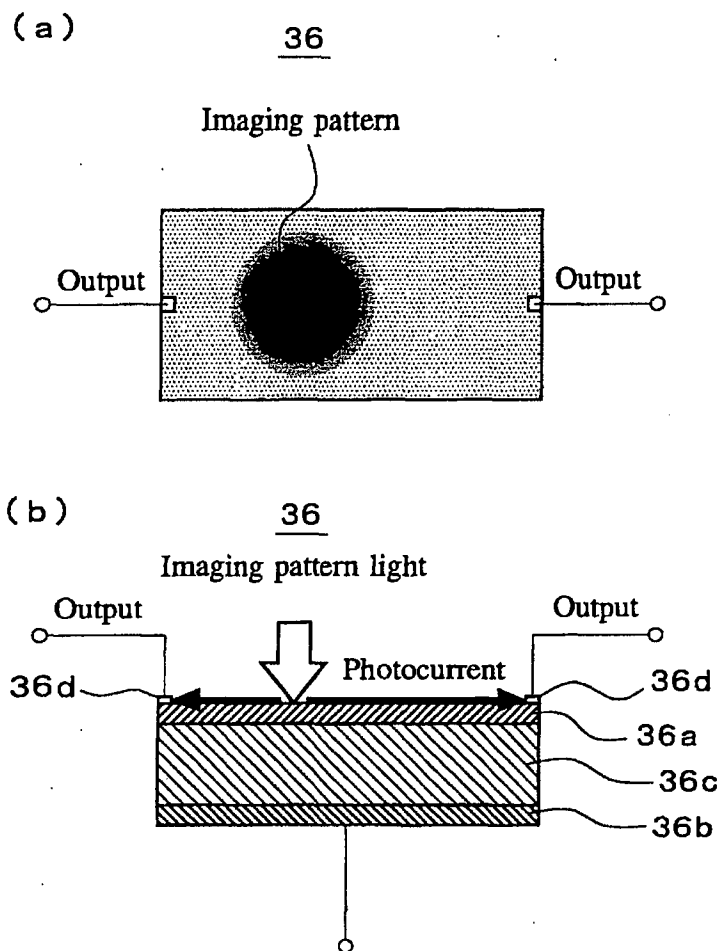 (a)
36
Imaging pattern
Output
Output
(b)
36
Imaging pattern light
Output
Output
Photocurrent
36d
36d
36a
36c
36b